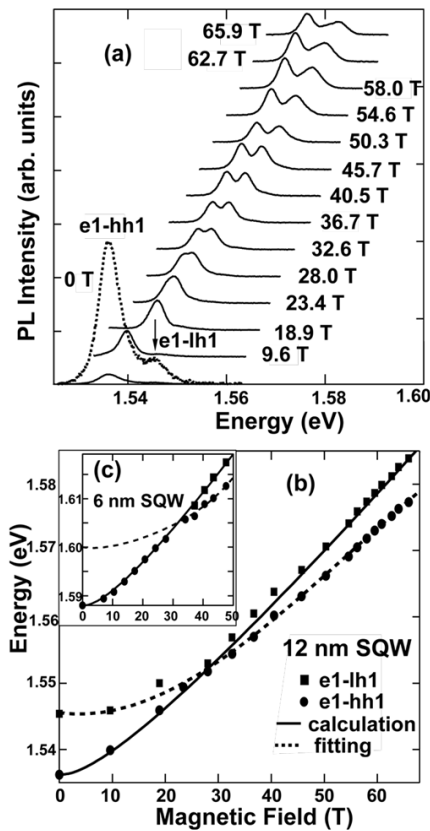 (a)
65.9 T
62.7 T
58.0 T
54.6 T
50.3 T
45.7 T
40.5 T
36.7 T
32.6 T
28.0 T
23.4 T
18.9 T
9.6 T
0 T
e1-hh1
e1-lh1
PL Intensity (arb. units)
1.54 1.56 1.58 1.60
Energy (eV)
(c)
6 nm SQW
1.61
1.60
1.59
0 10 20 30 40 50
(b)
1.58
1.57
1.56
1.55
1.54
Energy (eV)
12 nm SQW
e1-lh1
e1-hh1
calculation
fitting
0 10 20 30 40 50 60
Magnetic Field (T)